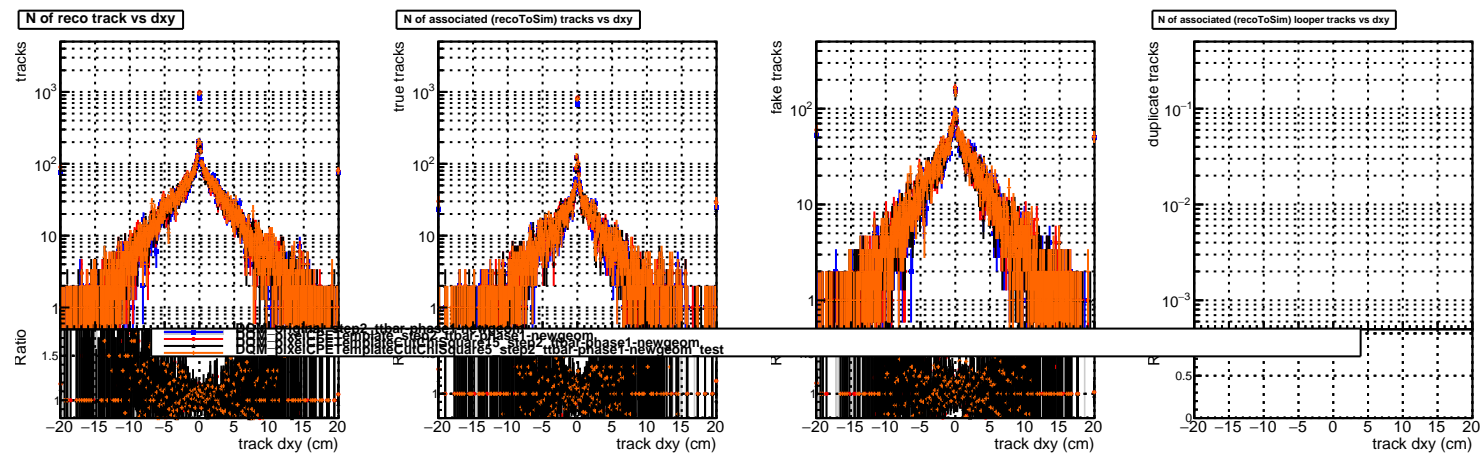 N of reco track vs dxy
N of associated (recoToSim) tracks vs dxy
N of associated (recoToSim) looper tracks vs dxy
tracks
10³
10²
10
1
true tracks
10³
10²
10
1
fake tracks
10²
10
1
duplicate tracks
10⁻¹
10⁻²
10⁻³
DQM_pixelCPETemplateCutChiSquare5_step2_ttbar-phase1-newgeom_test
Ratio
1.5
1
0.5
0
−20 −15 −10 −5 0 5 10 15 20
track dxy (cm)
−20 −15 −10 −5 0 5 10 15 20
track dxy (cm)
−20 −15 −10 −5 0 5 10 15 20
track dxy (cm)
−20 −15 −10 −5 0 5 10 15 20
track dxy (cm)